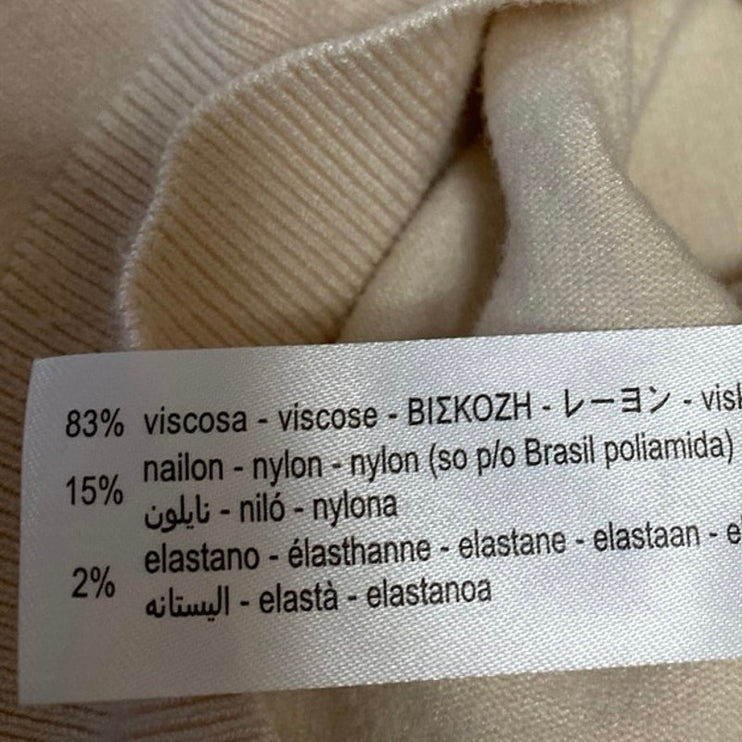 83% viscosa - viscose - ΒΙΣΚΟΖΗ - レーヨン -
15% nailon - nylon - nylon (so p/o Brasil poliamida)
نايلون - niló - nylona
2% elastano - élasthanne - elastane - elastaan -
اليستانه - elastà - elastanoa